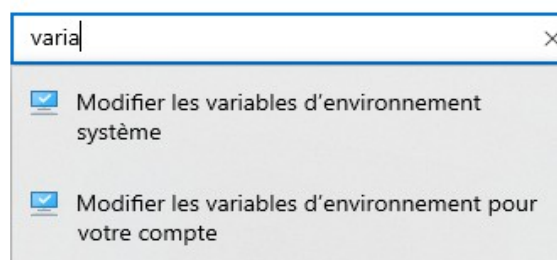 varia
Modifier les variables d’environnement
système
Modifier les variables d’environnement pour
votre compte